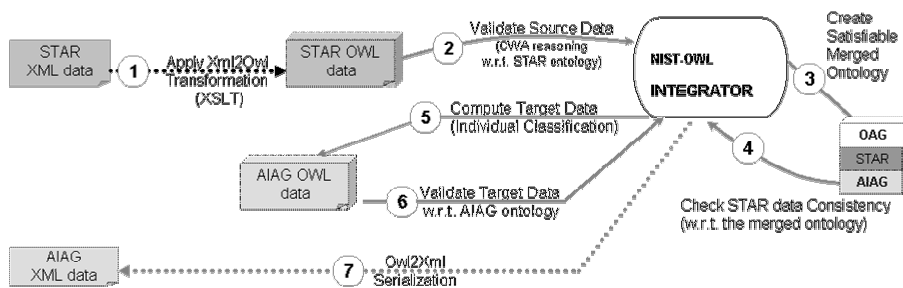 STAR
XML data
1
Apply Xml2Owl
Transformation
(XSLT)
STAR OWL
data
2
Validate Source Data
(CWA reasoning
w.r.t. STAR ontology)
NIST-OWL
INTEGRATOR
Create
Satisfiable
Merged
Ontology
3
OAG
STAR
AIAG
4
Check STAR data Consistency
(w.r.t. the merged ontology)
5
Compute Target Data
(Individual Classification)
AIAG OWL
data
6
Validate Target Data
w.r.t. AIAG ontology
7
Owl2Xml
Serialization
AIAG
XML data